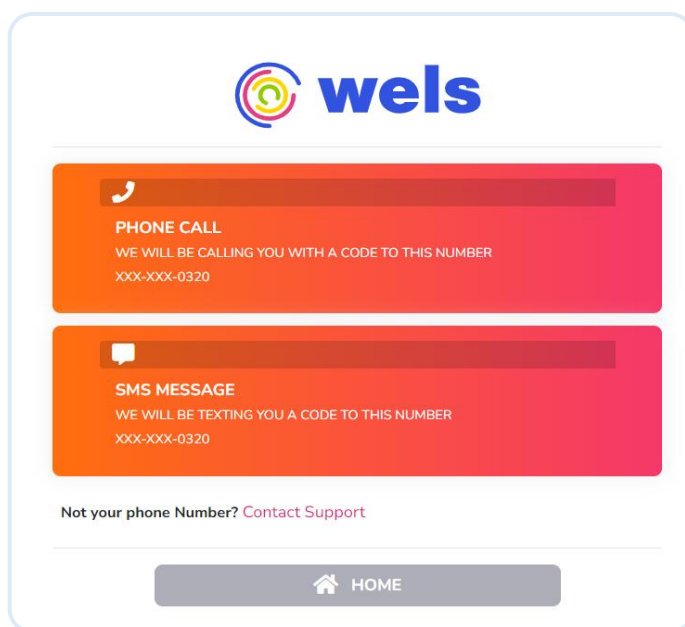 wels
PHONE CALL
WE WILL BE CALLING YOU WITH A CODE TO THIS NUMBER
XXX-XXX-0320
SMS MESSAGE
WE WILL BE TEXTING YOU A CODE TO THIS NUMBER
XXX-XXX-0320
Not your phone Number? Contact Support
HOME